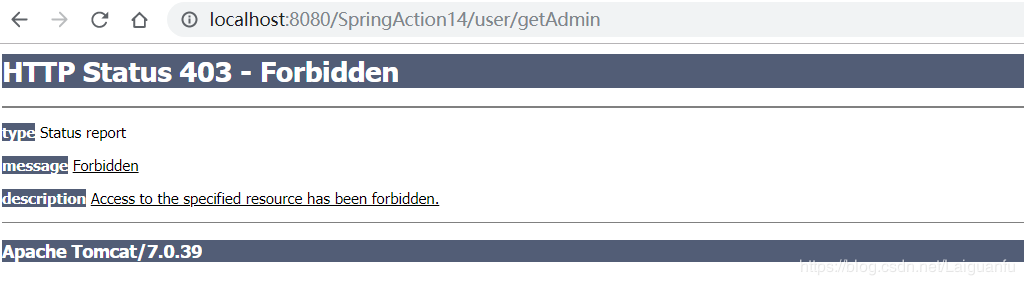 localhost:8080/SpringAction14/user/getAdmin
HTTP Status 403 - Forbidden
type Status report
message Forbidden
description Access to the specified resource has been forbidden.
Apache Tomcat/7.0.39
https://blog.csdn.net/Laiguanfu